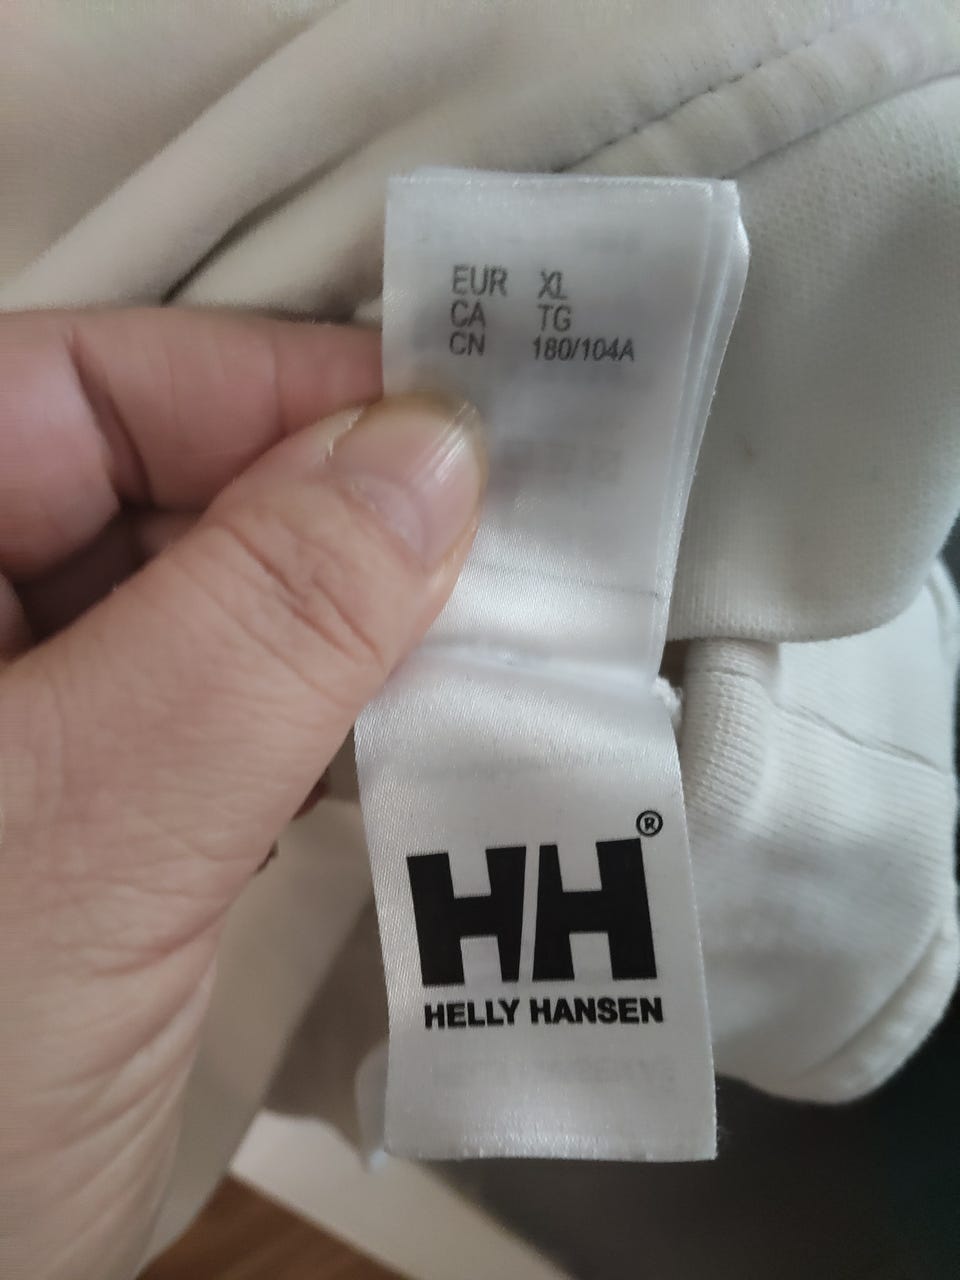 EUR XL
CA TG
CN 180/104A
HH®
HELLY HANSEN